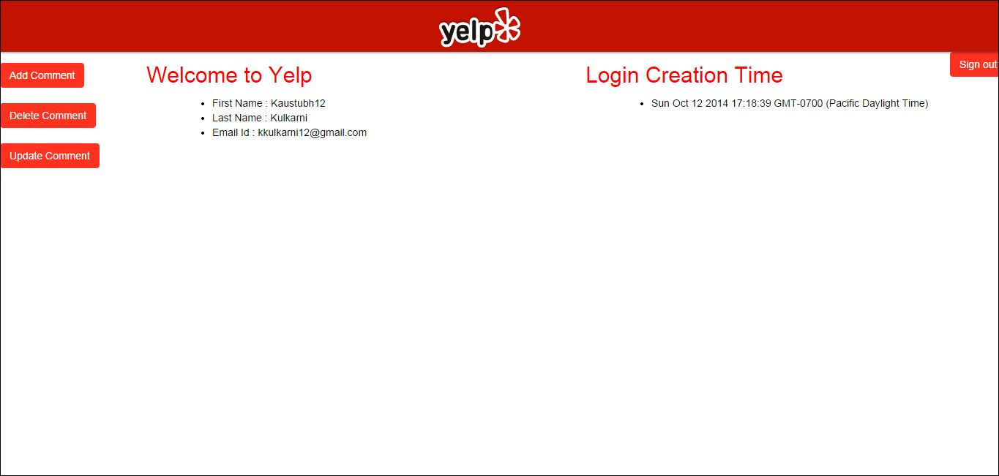 yelp
Sign out
Add Comment
Delete Comment
Update Comment
Welcome to Yelp
First Name : Kaustubh12
Last Name : Kulkarni
Email Id : kkulkarni12@gmail.com
Login Creation Time
Sun Oct 12 2014 17:18:39 GMT-0700 (Pacific Daylight Time)